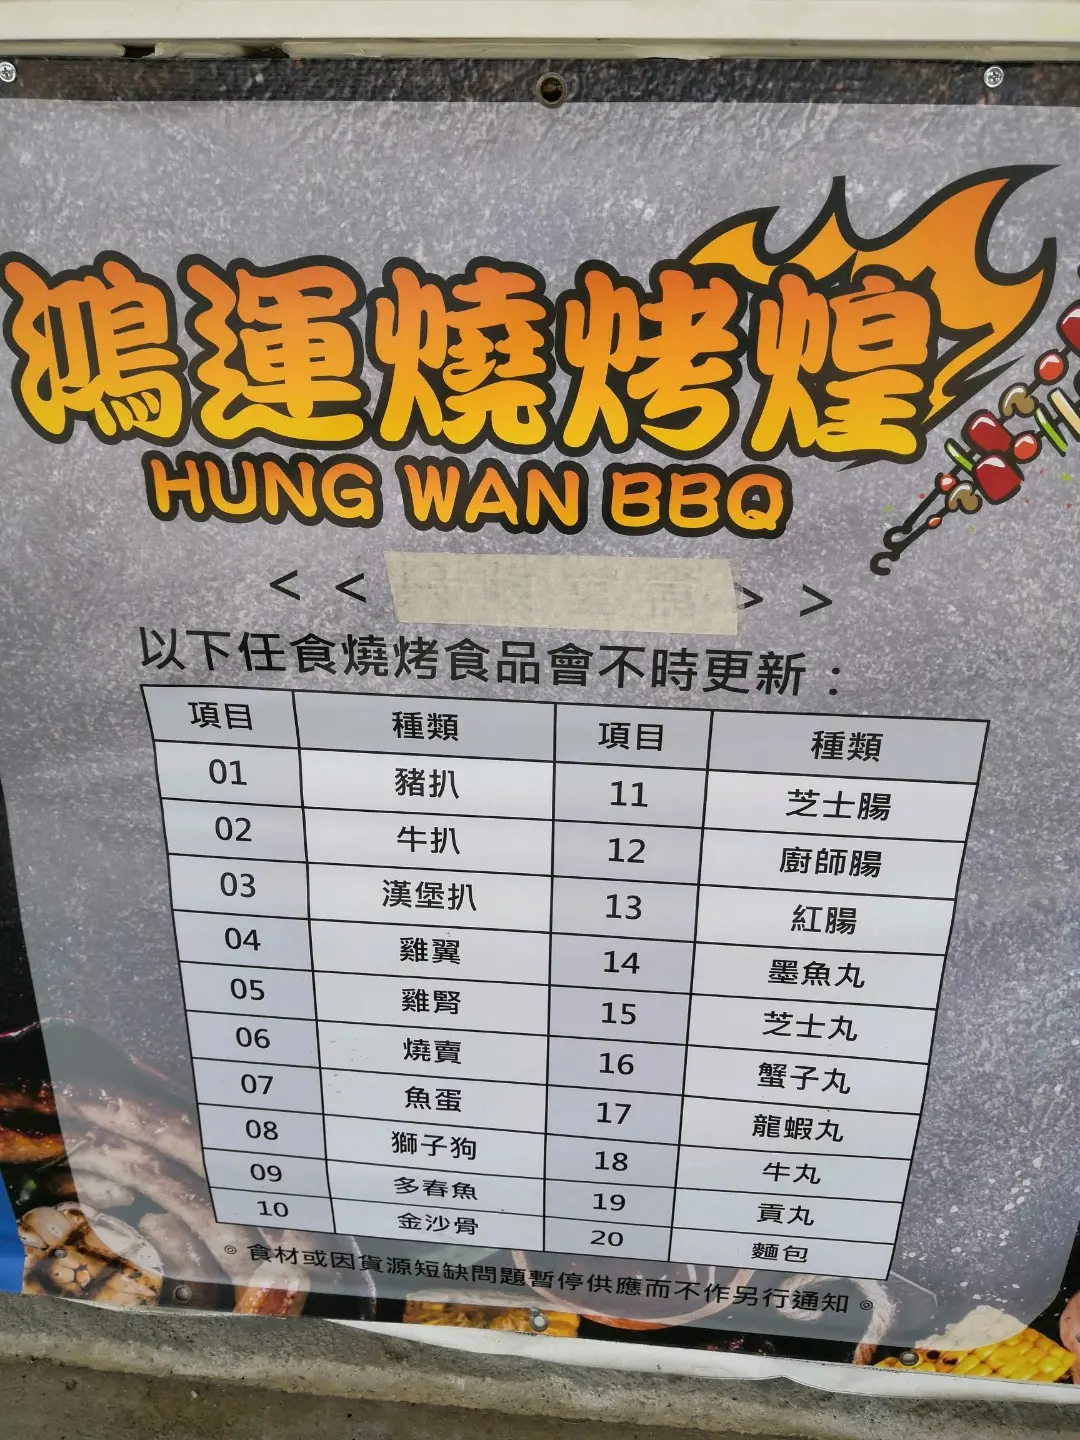 鴻運燒烤煌
HUNG WAN BBQ
< < > >
以下任食燒烤食品會不時更新：
項目 種類 項目 種類
01 豬扒 11 芝士腸
02 牛扒 12 廚師腸
03 漢堡扒 13 紅腸
04 雞翼 14 墨魚丸
05 雞腎 15 芝士丸
06 燒賣 16 蟹子丸
07 魚蛋 17 龍蝦丸
08 獅子狗 18 牛丸
09 多春魚 19 貢丸
10 金沙骨 20 麵包
◎ 食材或因貨源短缺問題暫停供應而不作另行通知 ◎